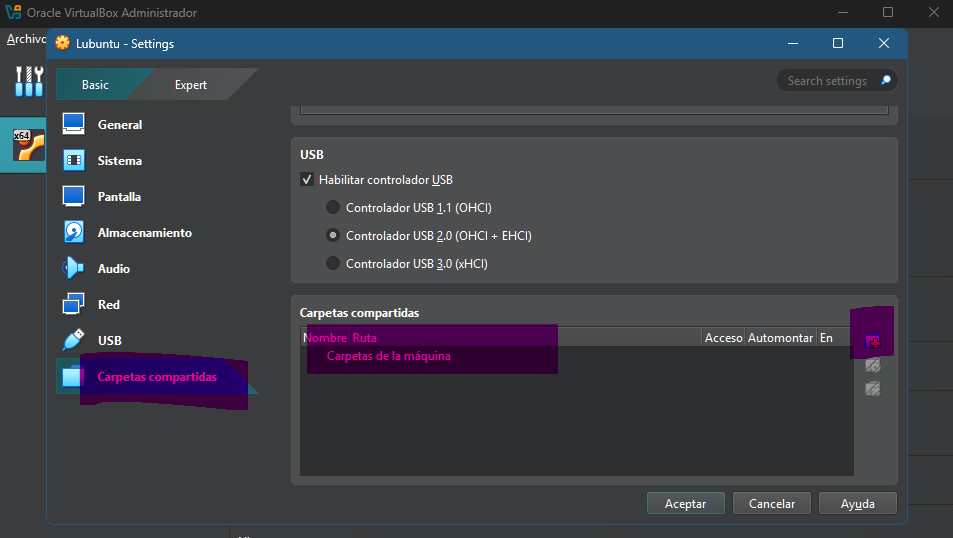 Oracle VirtualBox Administrador
Archivo
Lubuntu - Settings
Basic
Expert
Search settings
x64
General
Sistema
Pantalla
Almacenamiento
Audio
Red
USB
Carpetas compartidas
USB
Habilitar controlador USB
Controlador USB 1.1 (OHCI)
Controlador USB 2.0 (OHCI + EHCI)
Controlador USB 3.0 (xHCI)
Carpetas compartidas
Nombre Ruta Acceso Automontar En
Carpetas de la máquina
Aceptar Cancelar Ayuda